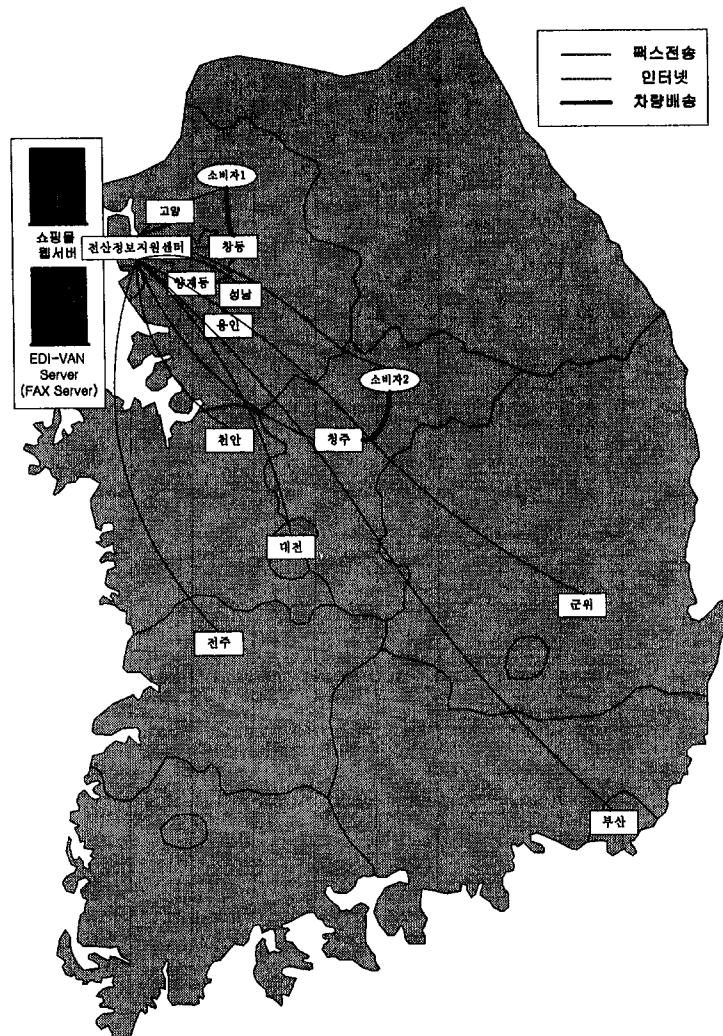 팩스전송
인터넷
차량배송
소비자1
고양
쇼핑몰
웹서버
전산정보지원센터
창동
양재동
성남
용인
EDI-VAN
Server
(FAX Server)
소비자2
천안
청주
대전
군위
전주
부산